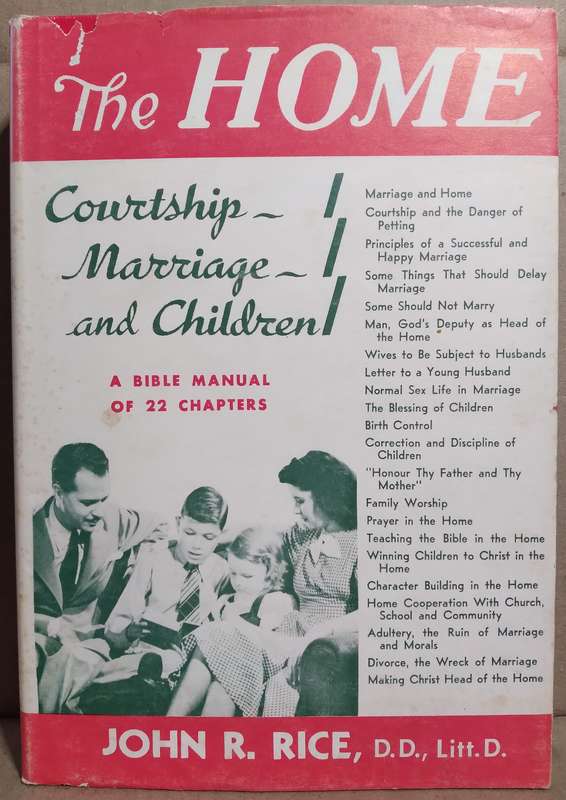 The HOME
Courtship ~
Marriage ~
and Children
A BIBLE MANUAL
OF 22 CHAPTERS
Marriage and Home
Courtship and the Danger of
Petting
Principles of a Successful and
Happy Marriage
Some Things That Should Delay
Marriage
Some Should Not Marry
Man, God's Deputy as Head of
the Home
Wives to Be Subject to Husbands
Letter to a Young Husband
Normal Sex Life in Marriage
The Blessing of Children
Birth Control
Correction and Discipline of
Children
"Honour Thy Father and Thy
Mother"
Family Worship
Prayer in the Home
Teaching the Bible in the Home
Winning Children to Christ in the
Home
Character Building in the Home
Home Cooperation With Church,
School and Community
Adultery, the Ruin of Marriage
and Morals
Divorce, the Wreck of Marriage
Making Christ Head of the Home
JOHN R. RICE, D.D., Litt.D.